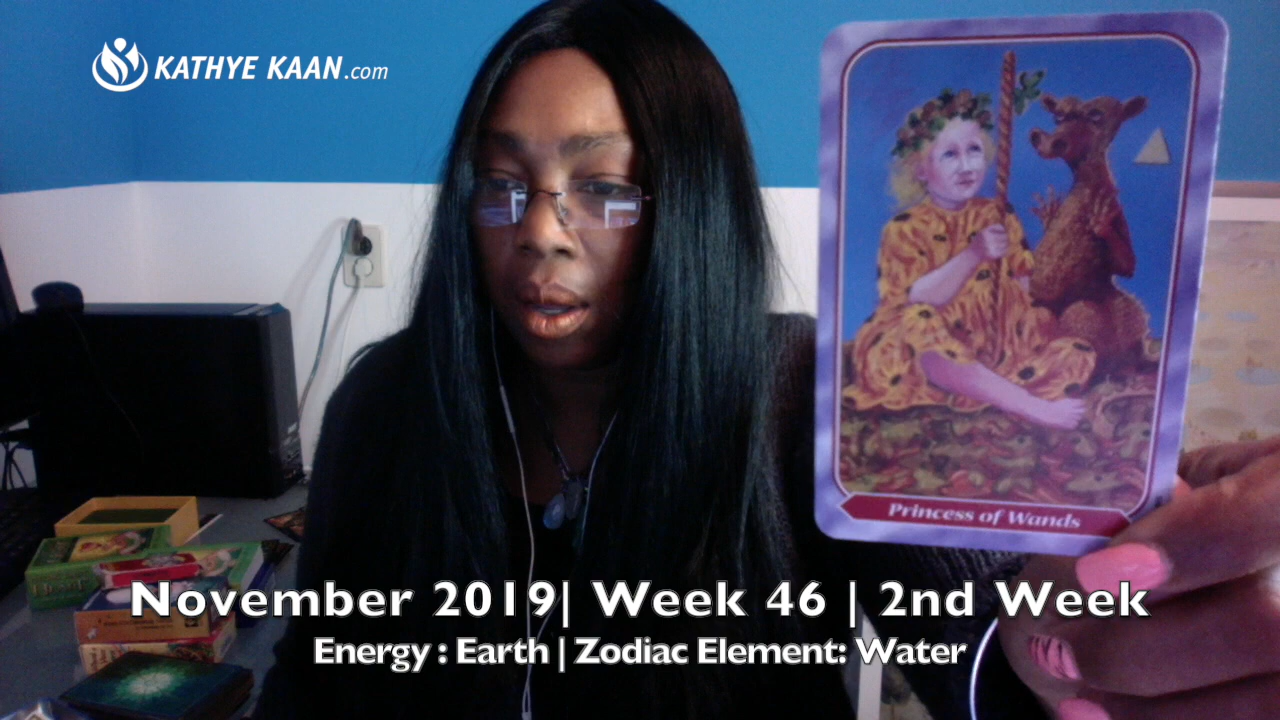 KATHYE KAAN.com
Princess of Wands
November 2019| Week 46 | 2nd Week
Energy : Earth | Zodiac Element: Water